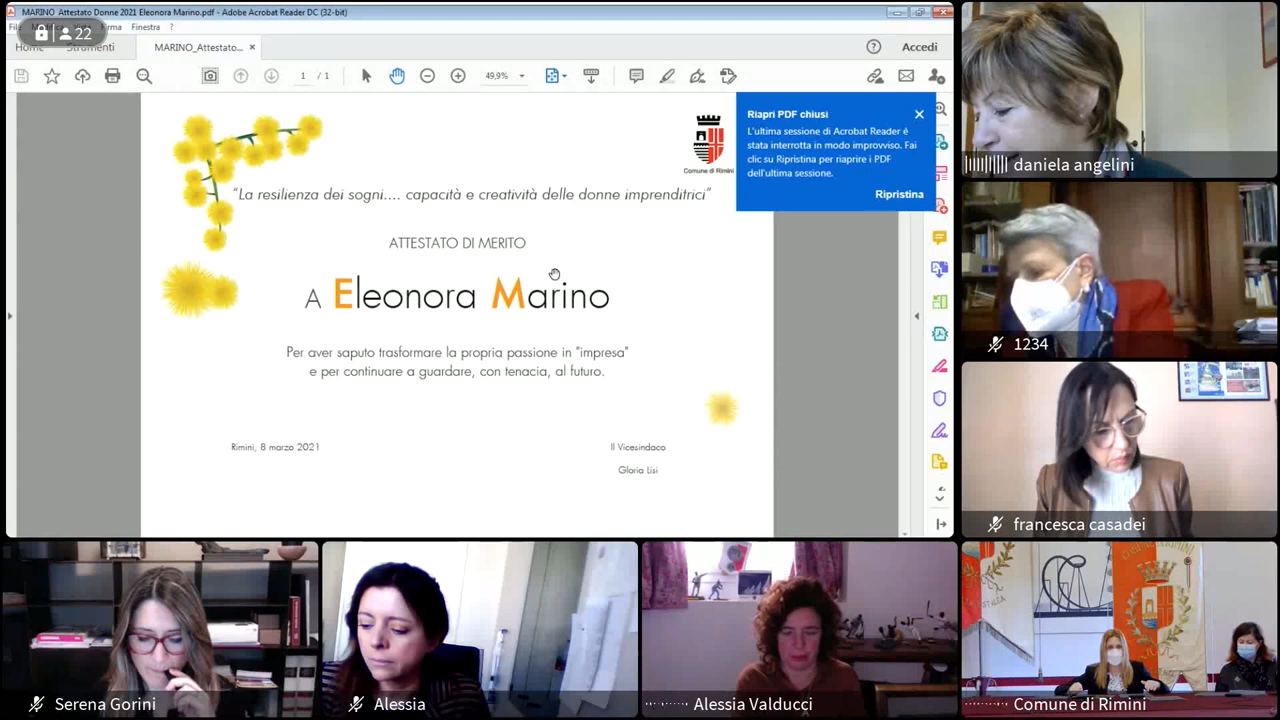 MARINO Attestato Donne 2021 Eleonora Marino.pdf - Adobe Acrobat Reader DC (32-bit)
Finestra ?
22
Home Strumenti MARINO_Attestato... ×
Accedi
1 / 1
49,9%
Riapri PDF chiusi
L'ultima sessione di Acrobat Reader è
stata interrotta in modo improvviso. Fai
clic su Ripristina per riaprire i PDF
dell'ultima sessione.
Ripristina
Comune di Rimini
"La resilienza dei sogni.... capacità e creatività delle donne imprenditrici"
ATTESTATO DI MERITO
A Eleonora Marino
Per aver saputo trasformare la propria passione in "impresa"
e per continuare a guardare, con tenacia, al futuro.
Rimini, 8 marzo 2021
Il Vicesindaco
Gloria Lisi
daniela angelini
1234
francesca casadei
Serena Gorini
Alessia
Alessia Valducci
Comune di Rimini